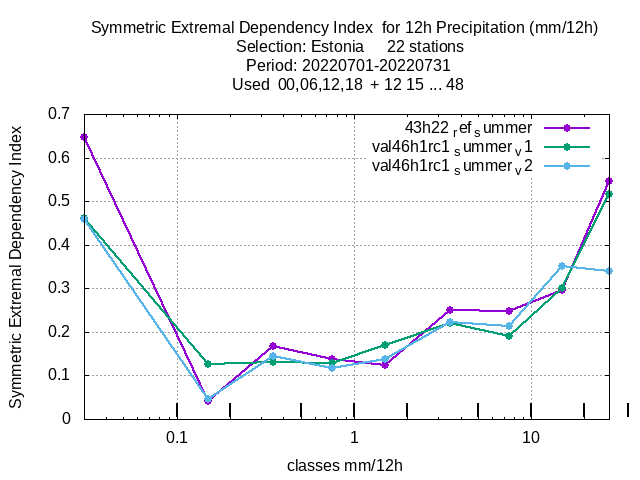 Symmetric Extremal Dependency Index  for 12h Precipitation (mm/12h)
Selection: Estonia     22 stations
Period: 20220701-20220731
Used  00,06,12,18  + 12 15 ... 48
0.7
0.6
0.5
0.4
0.3
0.2
0.1
0
Symmetric Extremal Dependency Index
43h22 ref summer
val46h1rc1 summer v1
val46h1rc1 summer v2
0.1 1 10
classes mm/12h